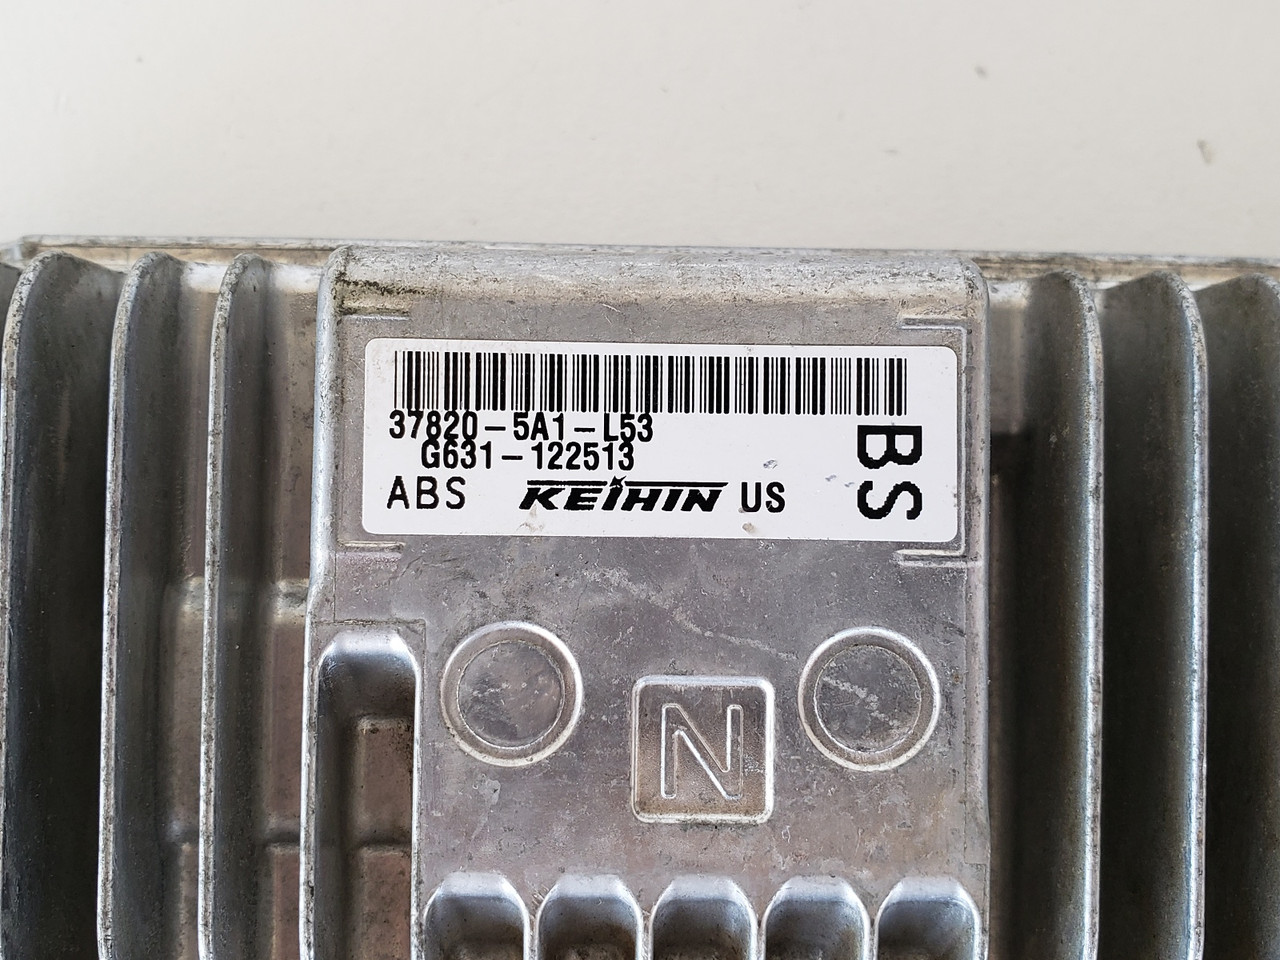 37820-5A1-L53
G631-122513
ABS KEIHIN US
BS
N